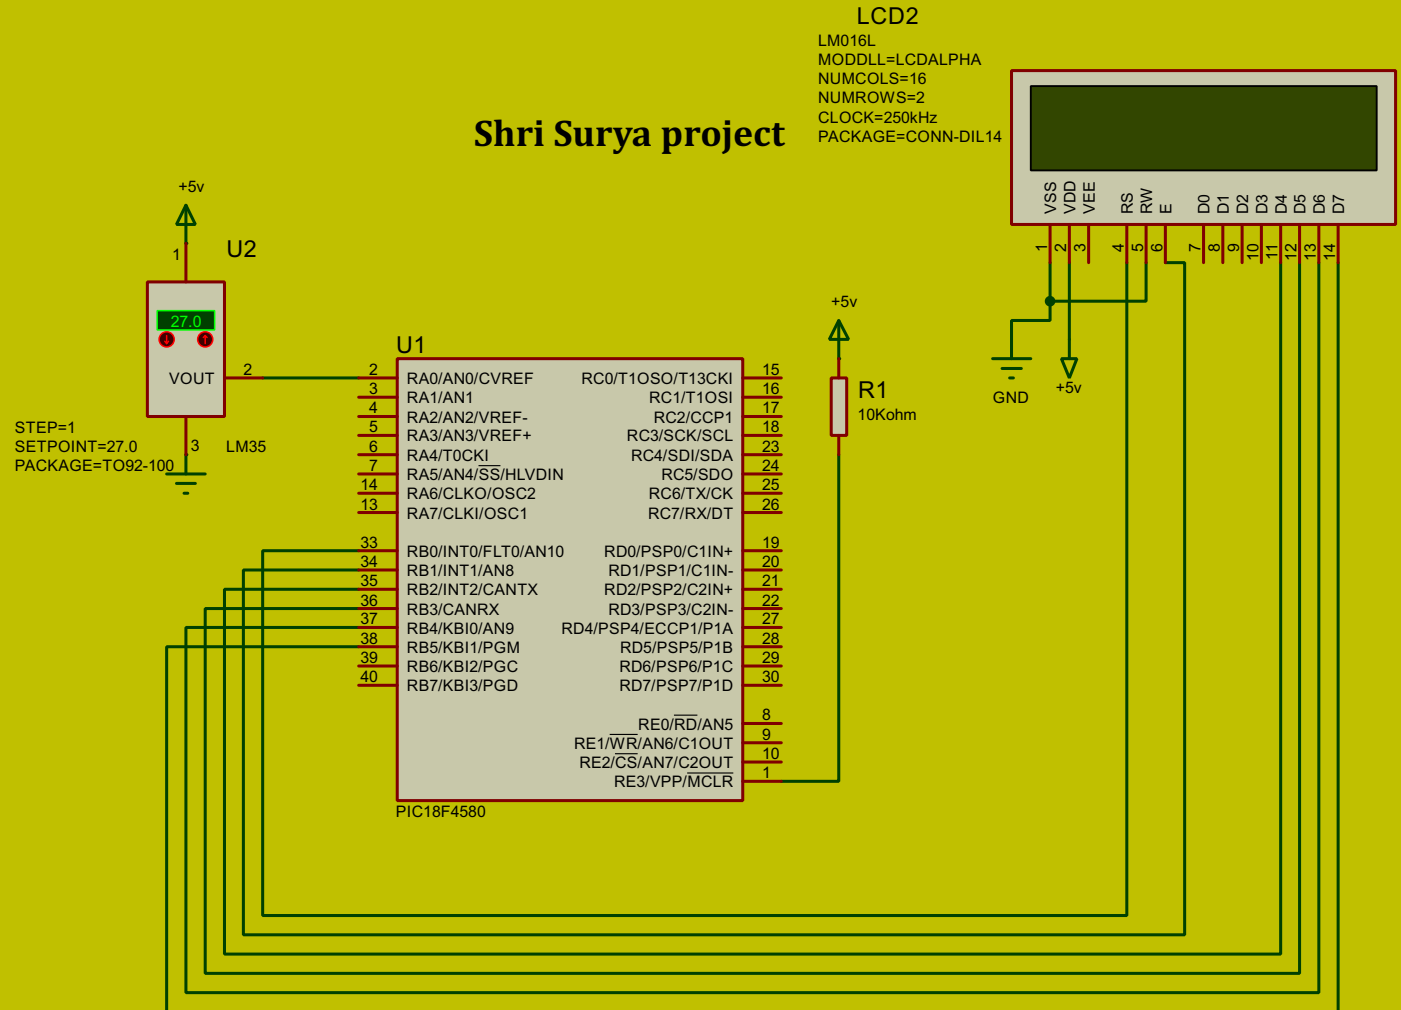 LCD2
LM016L
MODDLL=LCDALPHA
NUMCOLS=16
NUMROWS=2
CLOCK=250kHz
PACKAGE=CONN-DIL14
Shri Surya project
VSS
VDD
VEE
RS
RW
E
D0
D1
D2
D3
D4
D5
D6
D7
1
2
3
4
5
6
7
8
9
10
11
12
13
14
GND
+5v
+5v
1
U2
27.0
VOUT
2
3
LM35
STEP=1
SETPOINT=27.0
PACKAGE=TO92-100
+5v
R1
10Kohm
U1
2 RA0/AN0/CVREF
3 RA1/AN1
4 RA2/AN2/VREF-
5 RA3/AN3/VREF+
6 RA4/T0CKI
7 RA5/AN4/SS/HLVDIN
14 RA6/CLKO/OSC2
13 RA7/CLKI/OSC1
33 RB0/INT0/FLT0/AN10
34 RB1/INT1/AN8
35 RB2/INT2/CANTX
36 RB3/CANRX
37 RB4/KBI0/AN9
38 RB5/KBI1/PGM
39 RB6/KBI2/PGC
40 RB7/KBI3/PGD
RC0/T1OSO/T13CKI 15
RC1/T1OSI 16
RC2/CCP1 17
RC3/SCK/SCL 18
RC4/SDI/SDA 23
RC5/SDO 24
RC6/TX/CK 25
RC7/RX/DT 26
RD0/PSP0/C1IN+ 19
RD1/PSP1/C1IN- 20
RD2/PSP2/C2IN+ 21
RD3/PSP3/C2IN- 22
RD4/PSP4/ECCP1/P1A 27
RD5/PSP5/P1B 28
RD6/PSP6/P1C 29
RD7/PSP7/P1D 30
RE0/RD/AN5 8
RE1/WR/AN6/C1OUT 9
RE2/CS/AN7/C2OUT 10
RE3/VPP/MCLR 1
PIC18F4580